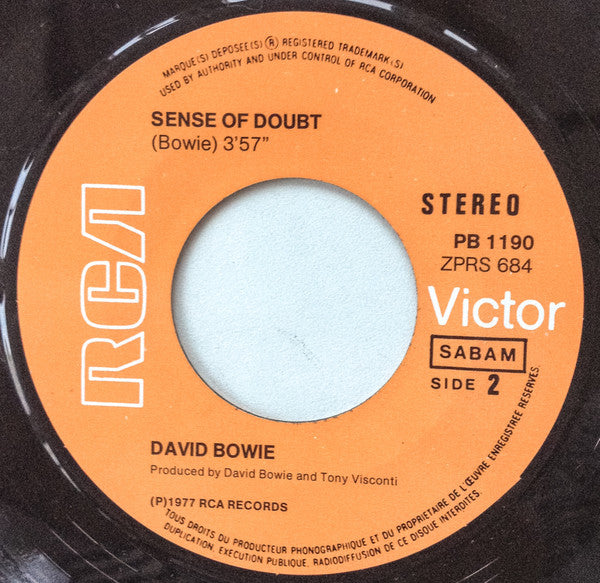 MARQUE(S) DEPOSEE(S) ® REGISTERED TRADEMARK(S)
USED BY AUTHORITY AND UNDER CONTROL OF RCA CORPORATION
SENSE OF DOUBT
(Bowie) 3'57"
RCA
STEREO
PB 1190
ZPRS 684
Victor
SABAM
SIDE 2
DAVID BOWIE
Produced by David Bowie and Tony Visconti
(P)1977 RCA RECORDS
TOUS DROITS DU PRODUCTEUR PHONOGRAPHIQUE ET DU PROPRIETAIRE DE L'ŒUVRE ENREGISTREE RESERVES.
DUPLICATION, EXECUTION PUBLIQUE, RADIODIFFUSION DE CE DISQUE INTERDITES.